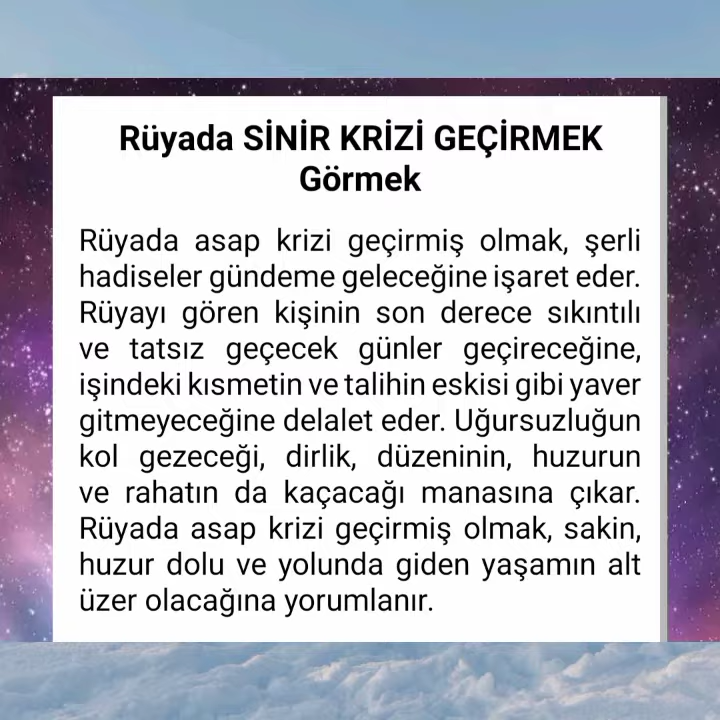 Rüyada SİNİR KRİZİ GEÇİRMEK
Görmek
Rüyada asap krizi geçirmiş olmak, şerli
hadiseler gündeme geleceğine işaret eder.
Rüyayı gören kişinin son derece sıkıntılı
ve tatsız geçecek günler geçireceğine,
işindeki kısmetin ve talihin eskisi gibi yaver
gitmeyeceğine delalet eder. Uğursuzluğun
kol gezeceği, dirlik, düzeninin, huzurun
ve rahatın da kaçacağı manasına çıkar.
Rüyada asap krizi geçirmiş olmak, sakin,
huzur dolu ve yolunda giden yaşamın alt
üzer olacağına yorumlanır.